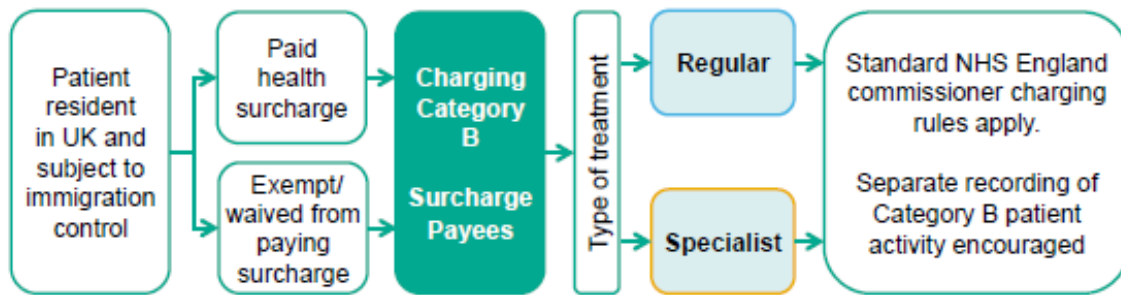 Patient
resident
in UK and
subject to
immigration
control
Paid
health
surcharge
Exempt/
waived from
paying
surcharge
Charging
Category
B
Surcharge
Payees
Type of treatment
Regular
Specialist
Standard NHS England
commissioner charging
rules apply.
Separate recording of
Category B patient
activity encouraged